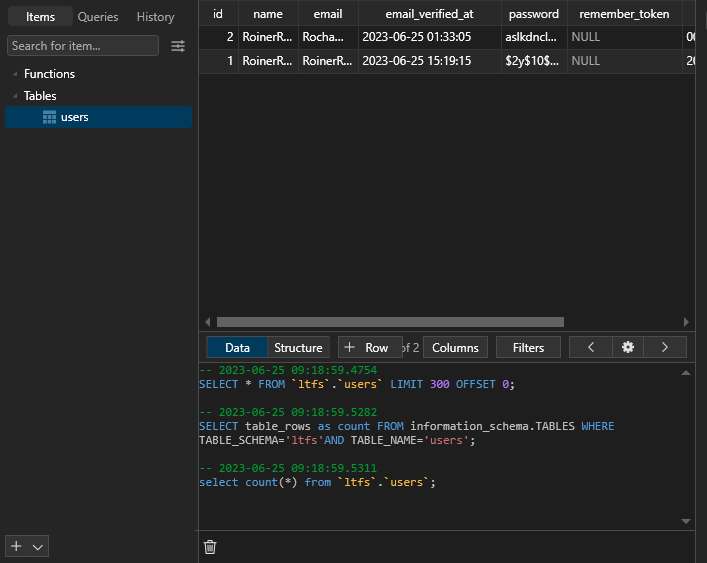 Items Queries History
Search for item...
Functions
Tables
users
id name email email_verified_at password remember_token
2 RoinerR... Rocha... 2023-06-25 01:33:05 aslkdncl... NULL 00
1 RoinerR... RoinerR... 2023-06-25 15:19:15 $2y$10$... NULL 20
Data Structure + Row of 2 Columns Filters
-- 2023-06-25 09:18:59.4754
SELECT * FROM `ltfs`.`users` LIMIT 300 OFFSET 0;
-- 2023-06-25 09:18:59.5282
SELECT table_rows as count FROM information_schema.TABLES WHERE
TABLE_SCHEMA='ltfs'AND TABLE_NAME='users';
-- 2023-06-25 09:18:59.5311
select count(*) from `ltfs`.`users`;